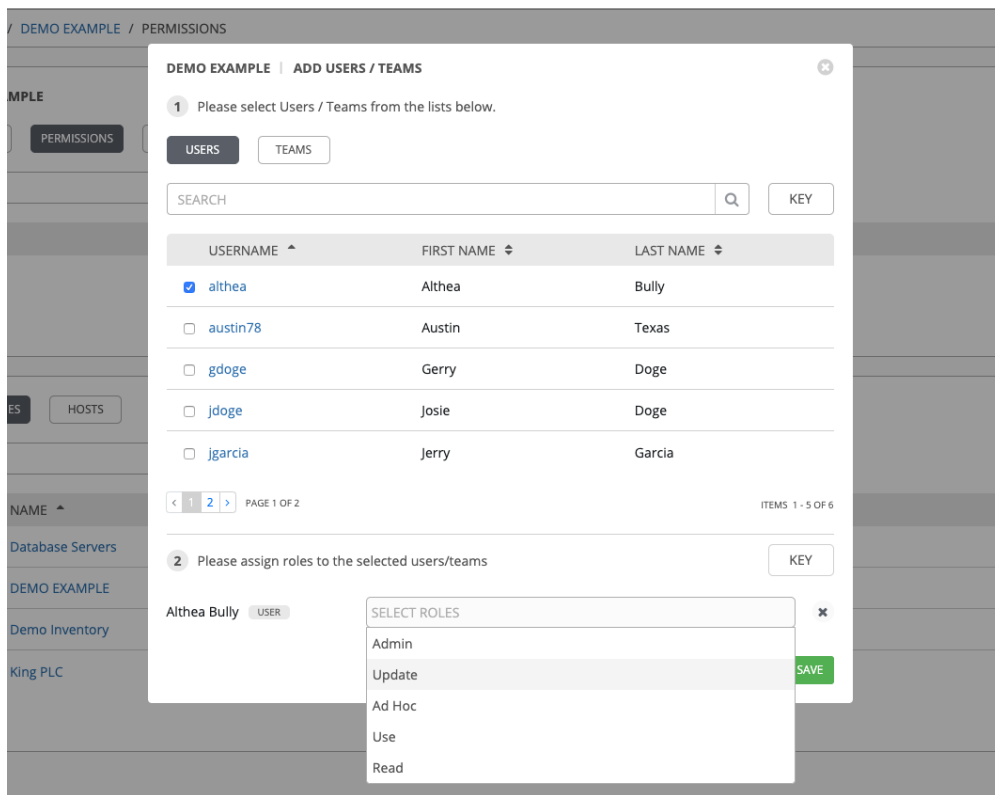 / DEMO EXAMPLE / PERMISSIONS
DEMO EXAMPLE | ADD USERS / TEAMS
MPLE
1 Please select Users / Teams from the lists below.
PERMISSIONS
USERS TEAMS
SEARCH KEY
USERNAME FIRST NAME LAST NAME
althea Althea Bully
austin78 Austin Texas
gdoge Gerry Doge
ES HOSTS
jdoge Josie Doge
jgarcia Jerry Garcia
< 1 2 > PAGE 1 OF 2 ITEMS 1 - 5 OF 6
NAME
Database Servers
2 Please assign roles to the selected users/teams KEY
DEMO EXAMPLE
Althea Bully USER SELECT ROLES
Demo Inventory
Admin
King PLC
Update SAVE
Ad Hoc
Use
Read